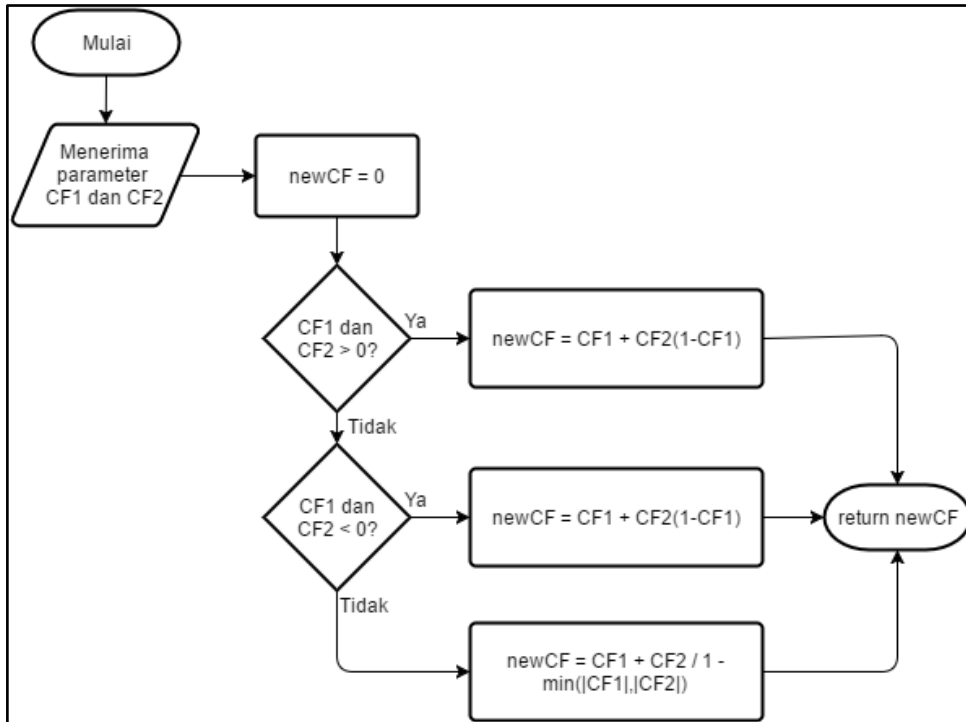 Mulai
Menerima
parameter
CF1 dan CF2
newCF = 0
CF1 dan
CF2 > 0?
Ya
newCF = CF1 + CF2(1-CF1)
Tidak
CF1 dan
CF2 < 0?
Ya
newCF = CF1 + CF2(1-CF1)
return newCF
Tidak
newCF = CF1 + CF2 / 1 -
min(|CF1|,|CF2|)